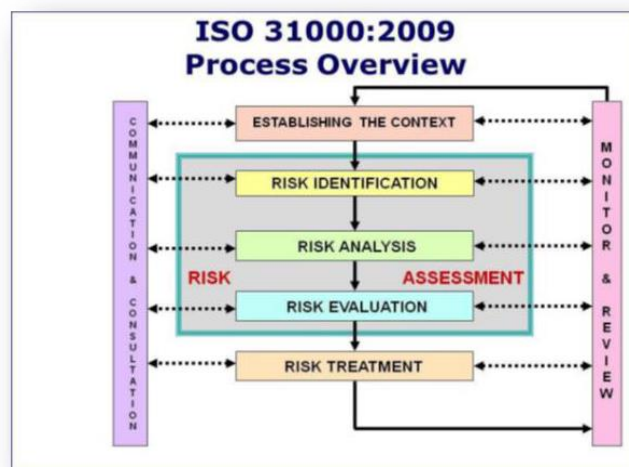 ISO 31000:2009
Process Overview
COMMUNICATION & CONSULTATION
ESTABLISHING THE CONTEXT
RISK IDENTIFICATION
RISK ANALYSIS
RISK ASSESSMENT
RISK EVALUATION
RISK TREATMENT
MONITOR & REVIEW